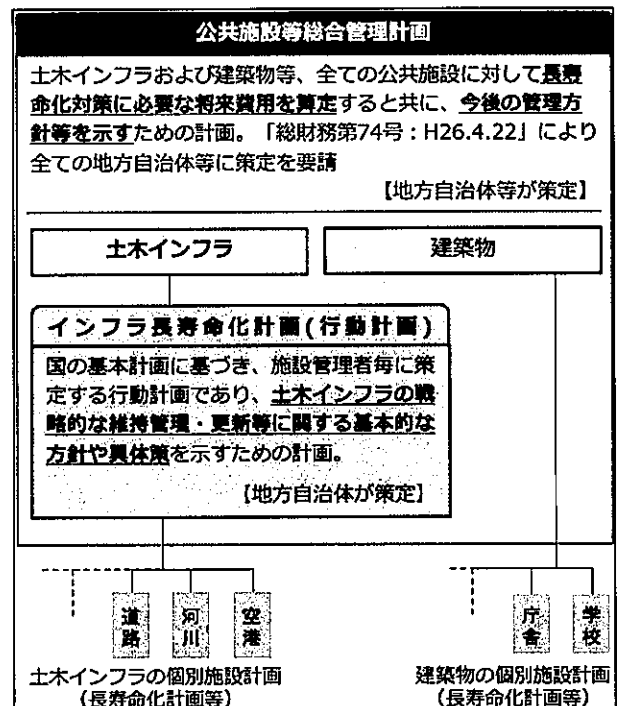 公共施設等総合管理計画
土木インフラおよび建築物等、全ての公共施設に対して長寿
命化対策に必要な将来費用を算定すると共に、今後の管理方
針等を示すための計画。「総財務第74号：H26.4.22」により
全ての地方自治体等に策定を要請
【地方自治体等が策定】
土木インフラ
建築物
インフラ長寿命化計画(行動計画)
国の基本計画に基づき、施設管理者毎に策
定する行動計画であり、土木インフラの戦
略的な維持管理・更新等に関する基本的な
方針や具体策を示すための計画。
【地方自治体が策定】
道路
河川
空港
庁舎
学校
土木インフラの個別施設計画
（長寿命化計画等）
建築物の個別施設計画
（長寿命化計画等）